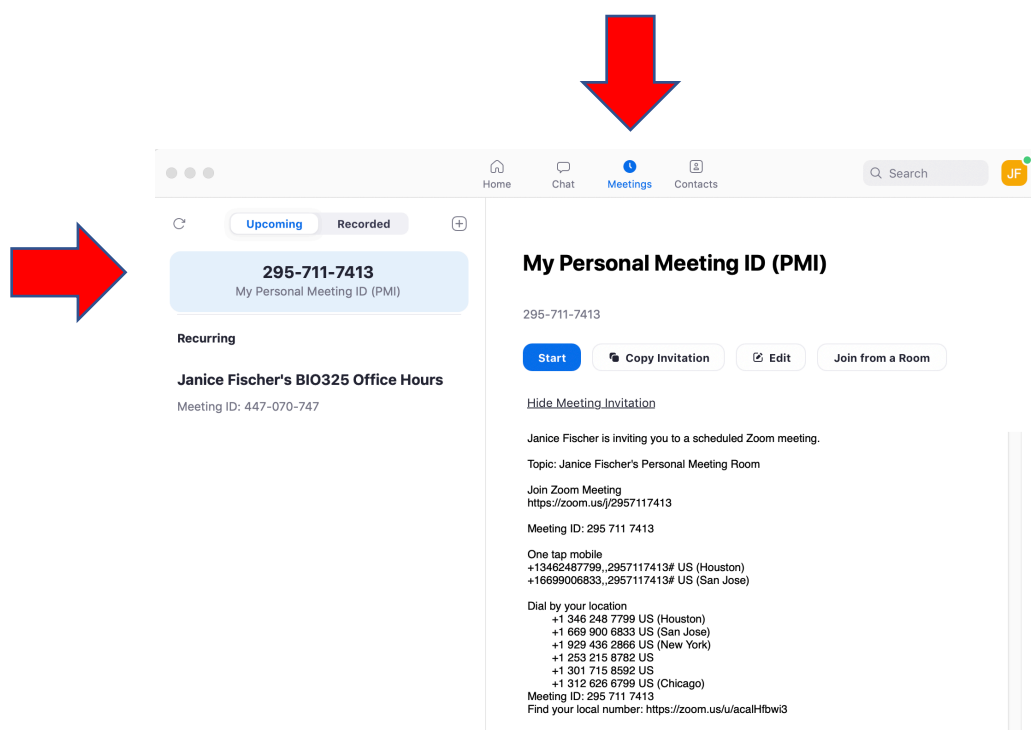 Home Chat Meetings Contacts Search JF
Upcoming Recorded
295-711-7413
My Personal Meeting ID (PMI)
Recurring
Janice Fischer's BIO325 Office Hours
Meeting ID: 447-070-747
My Personal Meeting ID (PMI)
295-711-7413
Start Copy Invitation Edit Join from a Room
Hide Meeting Invitation
Janice Fischer is inviting you to a scheduled Zoom meeting.
Topic: Janice Fischer's Personal Meeting Room
Join Zoom Meeting
https://zoom.us/j/2957117413
Meeting ID: 295 711 7413
One tap mobile
+13462487799,,2957117413# US (Houston)
+16699006833,,2957117413# US (San Jose)
Dial by your location
+1 346 248 7799 US (Houston)
+1 669 900 6833 US (San Jose)
+1 929 436 2866 US (New York)
+1 253 215 8782 US
+1 301 715 8592 US
+1 312 626 6799 US (Chicago)
Meeting ID: 295 711 7413
Find your local number: https://zoom.us/u/acalHfbwi3